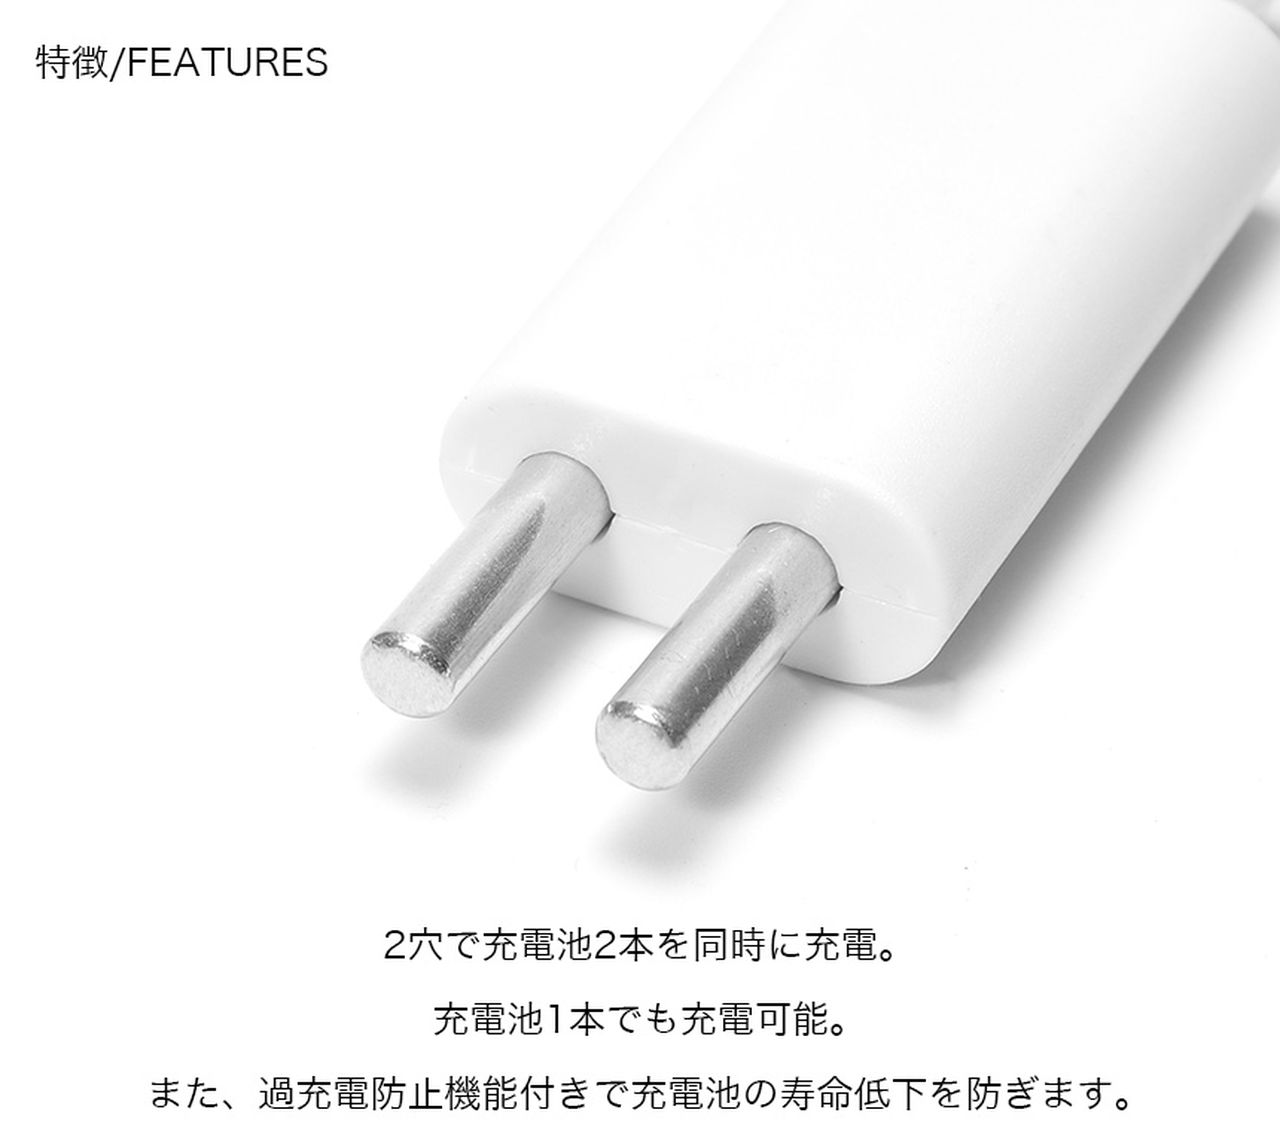 特徴/FEATURES
2穴で充電池2本を同時に充電。
充電池1本でも充電可能。
また、過充電防止機能付きで充電池の寿命低下を防ぎます。